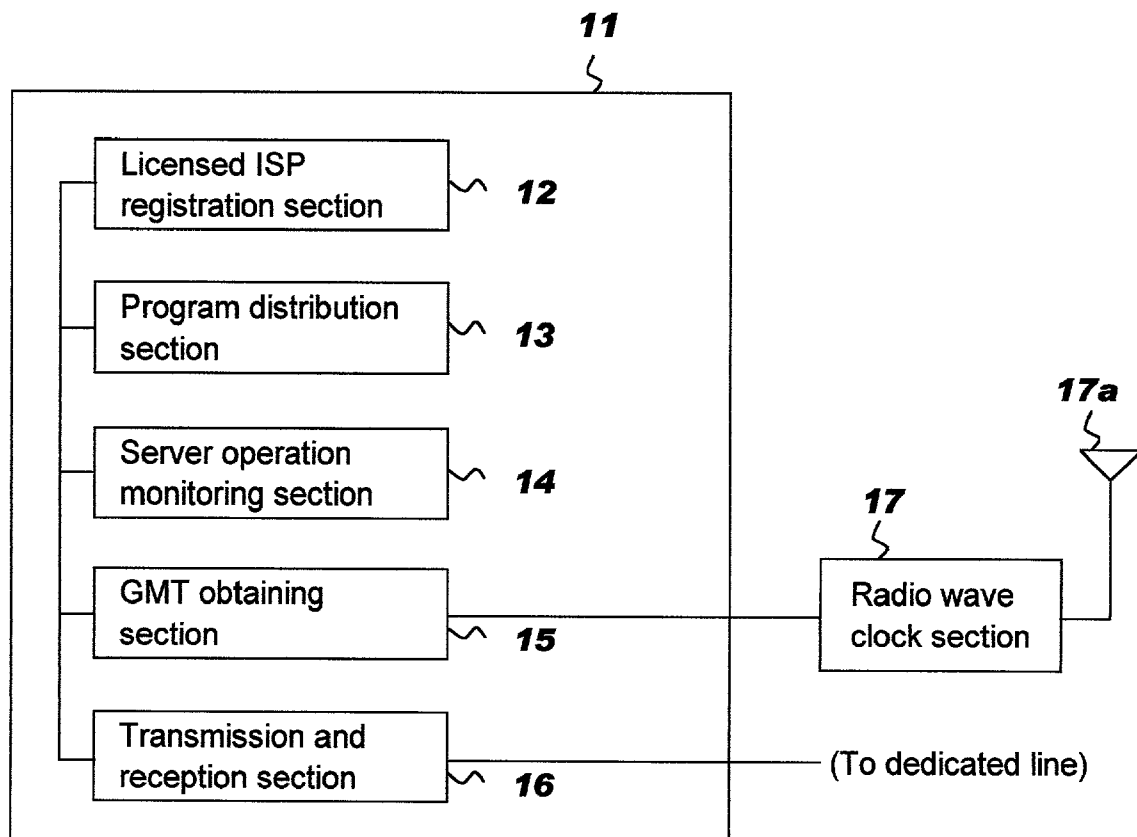 11
Licensed ISP
registration section
12
Program distribution
section
13
Server operation
monitoring section
14
GMT obtaining
section
15
Transmission and
reception section
16
17a
17
Radio wave
clock section
(To dedicated line)